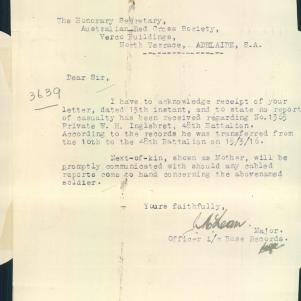 The Honorary Secretary,
Australian Red Cross Society,
Verco Buildings,
North Terrace, ADELAIDE, S.A.
Dear Sir,
3639
I have to acknowledge receipt of your
letter, dated 13th instant, and to state no report
of casualty has been received regarding No.
Private W. H. 48th Battalion.
According to the records he was transferred from
the 10th to the 48th Battalion on 15/3/16.
Next-of-kin, shown as Mother, will be
promptly communicated with should any cabled
reports come to hand concerning the abovenamed
soldier.
Yours faithfully,
Major.
Officer i/c Base Records.